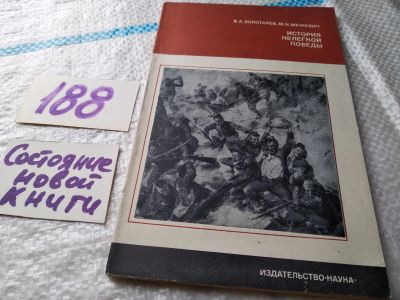 В.А. ЗОЛОТАРЕВ, М.Н. МЕЖЕВИЧ
ИСТОРИЯ
НЕЛЕГКОЙ
ПОБЕДЫ
188
Состояние
новой
книги
ИЗДАТЕЛЬСТВО·НАУКА·